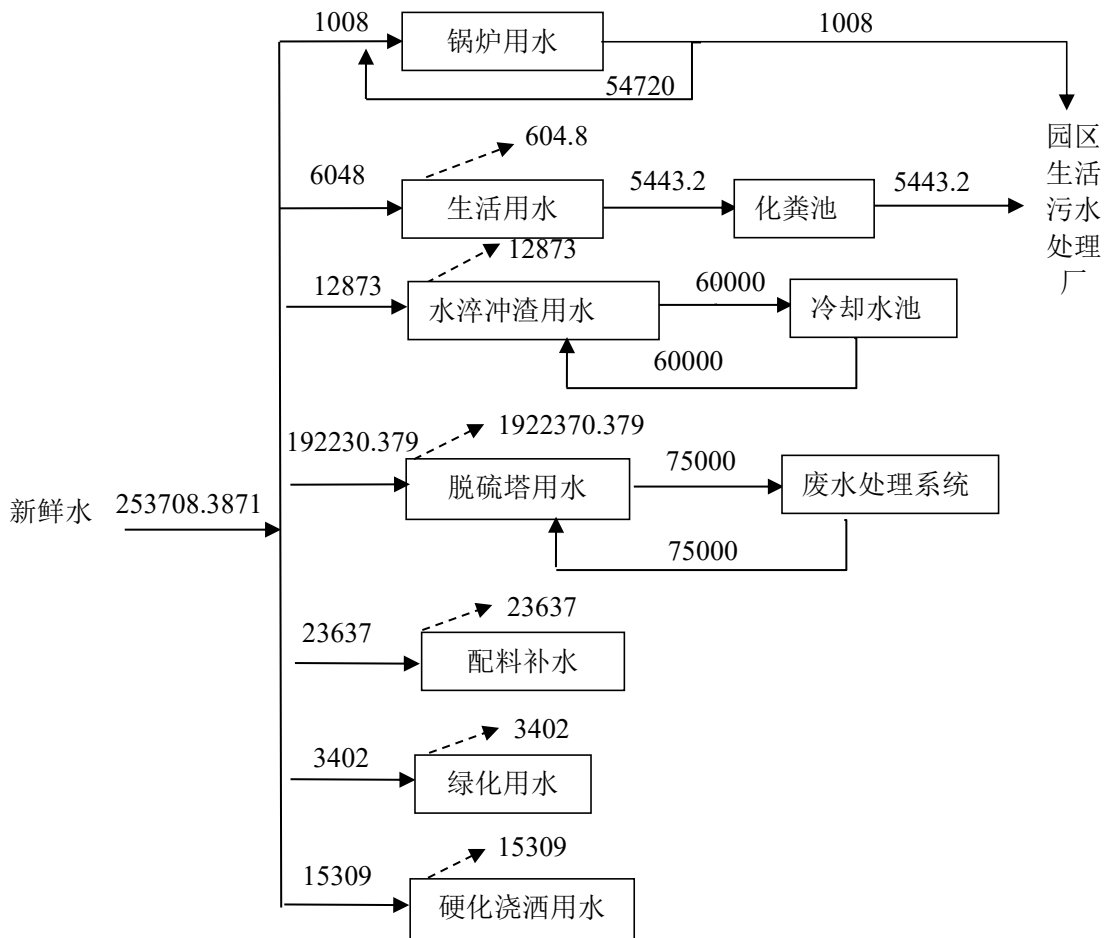 1008
锅炉用水
1008
54720
604.8
6048
生活用水
5443.2
化粪池
5443.2
园区
生活
污水
处理
厂
12873
12873
水淬冲渣用水
60000
冷却水池
60000
192230.379
1922370.379
脱硫塔用水
75000
废水处理系统
75000
新鲜水
253708.3871
23637
23637
配料补水
3402
3402
绿化用水
15309
15309
硬化浇洒用水